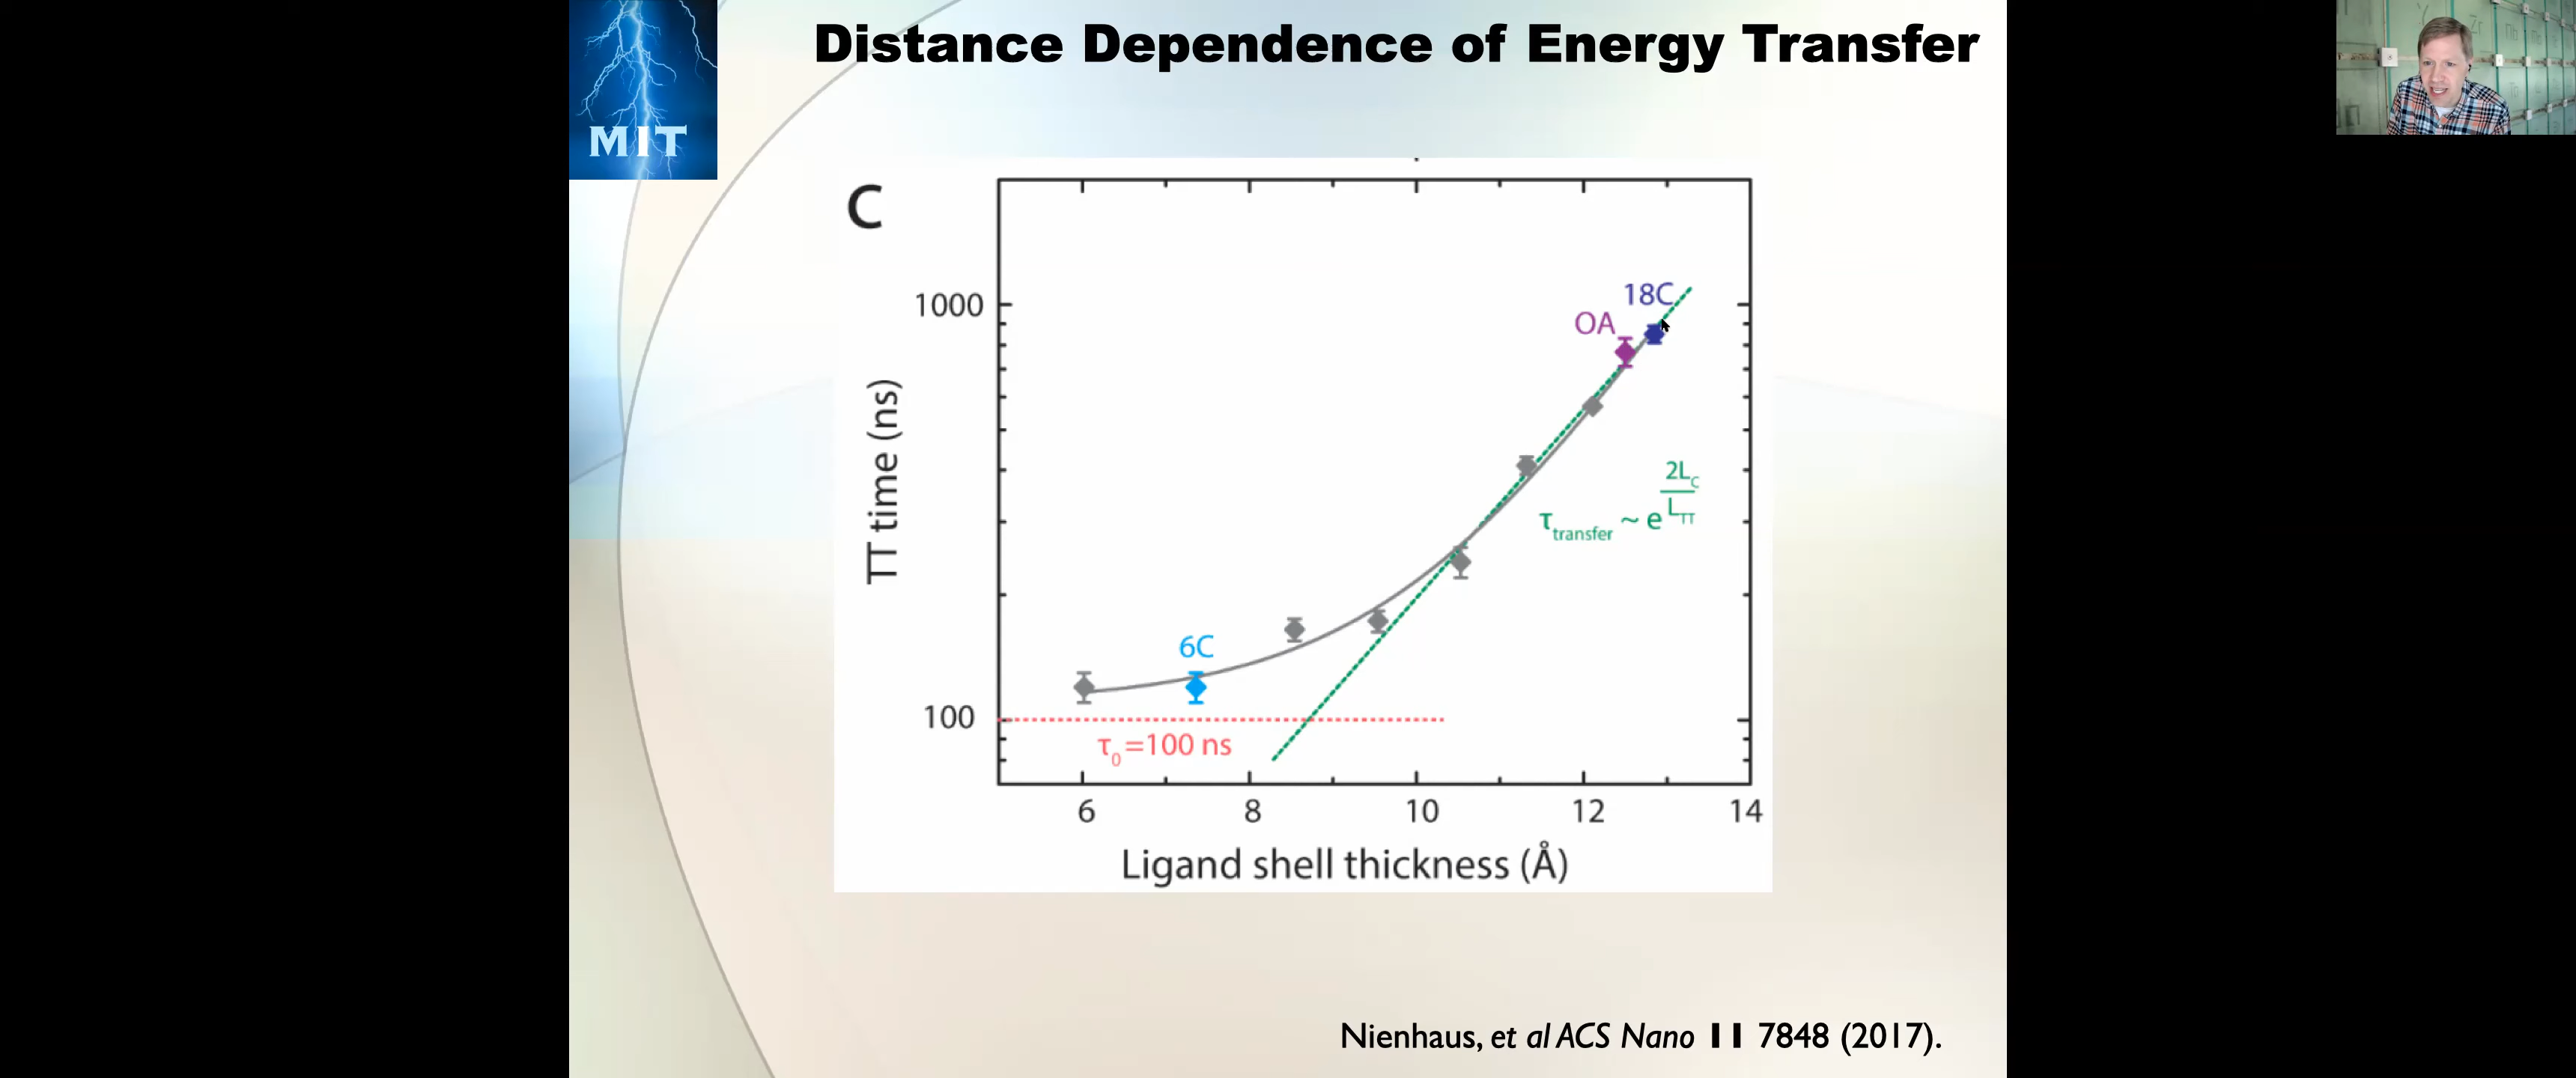 MIT
Distance Dependence of Energy Transfer
C
1000
100
TT time (ns)
18C
OA
6C
τ0=100 ns
τtransfer ~ e 2LC/LTT
6 8 10 12 14
Ligand shell thickness (Å)
Nienhaus, et al ACS Nano 11 7848 (2017).